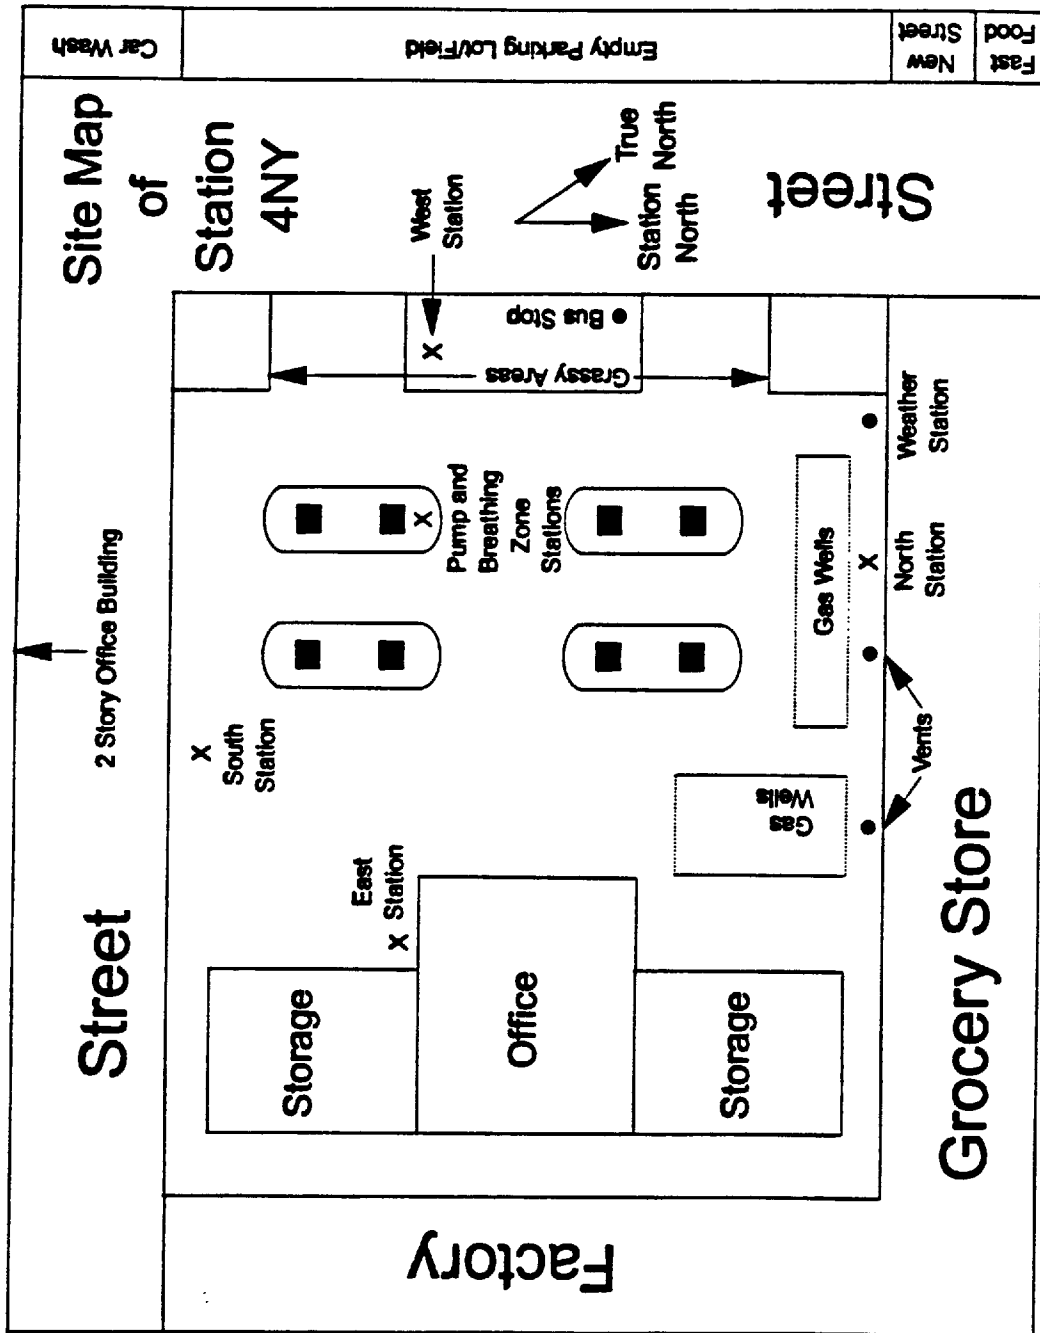 Site Map
of
Station
4NY
Car Wash
Empty Parking Lot/Field
New
Street
Fast
Food
Street
True
North
Station
North
West
Station
Bus Stop
Grassy Areas
Weather
Station
North
Station
Pump and
Breathing
Zone
Stations
Gas Wells
Vents
Gas
Wells
2 Story Office Building
South
Station
East
Station
Street
Storage
Office
Storage
Grocery Store
Factory
X
X
X
X
X